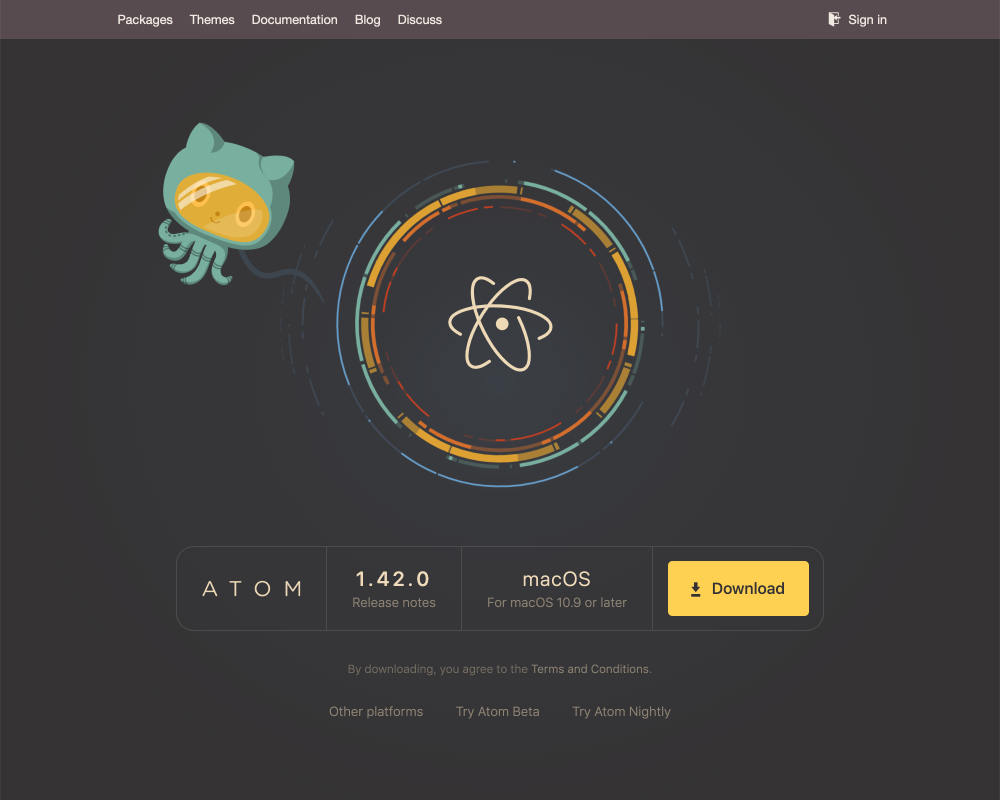 Packages Themes Documentation Blog Discuss Sign in
ATOM
1.42.0
Release notes
macOS
For macOS 10.9 or later
Download
By downloading, you agree to the Terms and Conditions.
Other platforms Try Atom Beta Try Atom Nightly